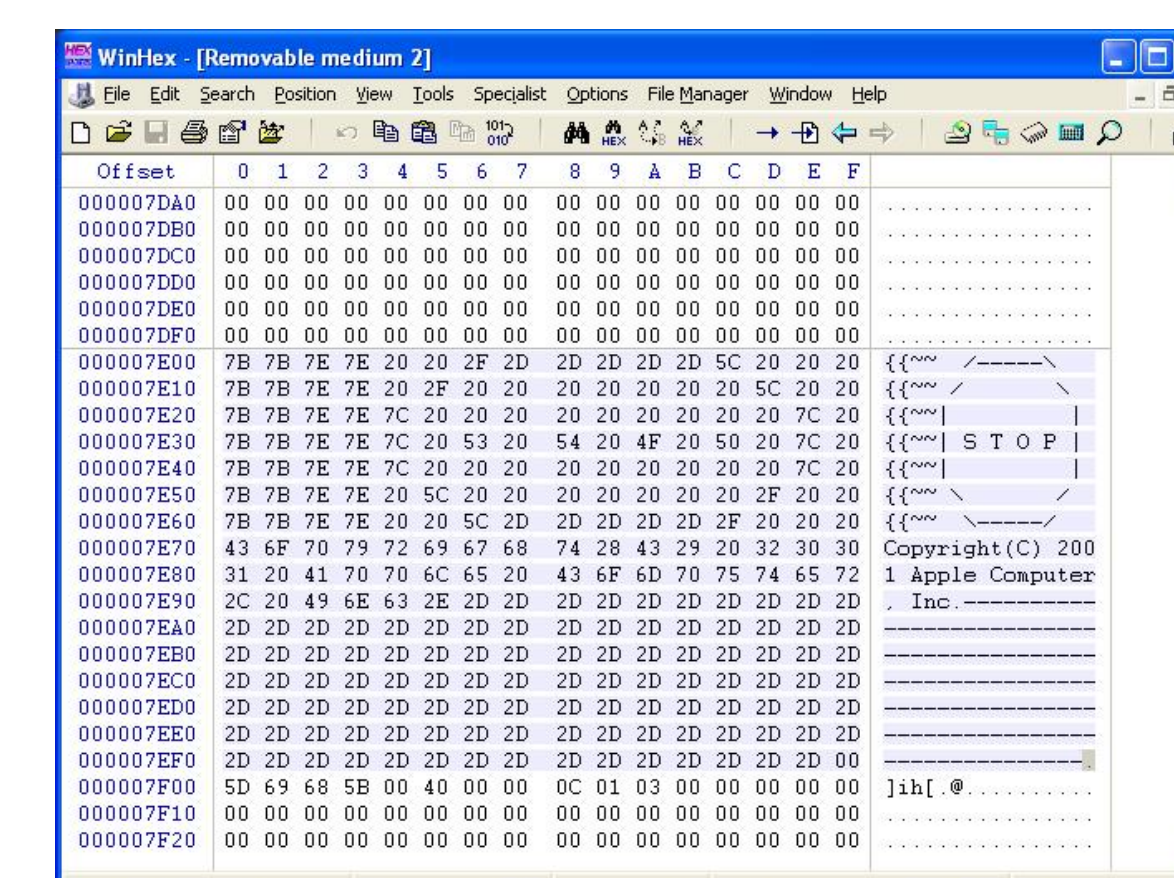 WinHex - [Removable medium 2]
File Edit Search Position View Tools Specialist Options File Manager Window Help
Offset 0 1 2 3 4 5 6 7 8 9 A B C D E F
000007DA0 00 00 00 00 00 00 00 00 00 00 00 00 00 00 00 00 ................
000007DB0 00 00 00 00 00 00 00 00 00 00 00 00 00 00 00 00 ................
000007DC0 00 00 00 00 00 00 00 00 00 00 00 00 00 00 00 00 ................
000007DD0 00 00 00 00 00 00 00 00 00 00 00 00 00 00 00 00 ................
000007DE0 00 00 00 00 00 00 00 00 00 00 00 00 00 00 00 00 ................
000007DF0 00 00 00 00 00 00 00 00 00 00 00 00 00 00 00 00 ................
000007E00 7B 7B 7E 7E 20 20 2F 2D 2D 2D 2D 2D 5C 20 20 20 {{~~  /-----\
000007E10 7B 7B 7E 7E 20 2F 20 20 20 20 20 20 20 5C 20 20 {{~~ /       \
000007E20 7B 7B 7E 7E 7C 20 20 20 20 20 20 20 20 20 7C 20 {{~~|         |
000007E30 7B 7B 7E 7E 7C 20 53 20 54 20 4F 20 50 20 7C 20 {{~~| S T O P |
000007E40 7B 7B 7E 7E 7C 20 20 20 20 20 20 20 20 20 7C 20 {{~~|         |
000007E50 7B 7B 7E 7E 20 5C 20 20 20 20 20 20 20 2F 20 20 {{~~ \       /
000007E60 7B 7B 7E 7E 20 20 5C 2D 2D 2D 2D 2D 2F 20 20 20 {{~~  \-----/
000007E70 43 6F 70 79 72 69 67 68 74 28 43 29 20 32 30 30 Copyright(C) 200
000007E80 31 20 41 70 70 6C 65 20 43 6F 6D 70 75 74 65 72 1 Apple Computer
000007E90 2C 20 49 6E 63 2E 2D 2D 2D 2D 2D 2D 2D 2D 2D 2D , Inc.----------
000007EA0 2D 2D 2D 2D 2D 2D 2D 2D 2D 2D 2D 2D 2D 2D 2D 2D ----------------
000007EB0 2D 2D 2D 2D 2D 2D 2D 2D 2D 2D 2D 2D 2D 2D 2D 2D ----------------
000007EC0 2D 2D 2D 2D 2D 2D 2D 2D 2D 2D 2D 2D 2D 2D 2D 2D ----------------
000007ED0 2D 2D 2D 2D 2D 2D 2D 2D 2D 2D 2D 2D 2D 2D 2D 2D ----------------
000007EE0 2D 2D 2D 2D 2D 2D 2D 2D 2D 2D 2D 2D 2D 2D 2D 2D ----------------
000007EF0 2D 2D 2D 2D 2D 2D 2D 2D 2D 2D 2D 2D 2D 2D 2D 00 ---------------.
000007F00 5D 69 68 5B 00 40 00 00 0C 01 03 00 00 00 00 00 ]ih[.@..........
000007F10 00 00 00 00 00 00 00 00 00 00 00 00 00 00 00 00 ................
000007F20 00 00 00 00 00 00 00 00 00 00 00 00 00 00 00 00 ................